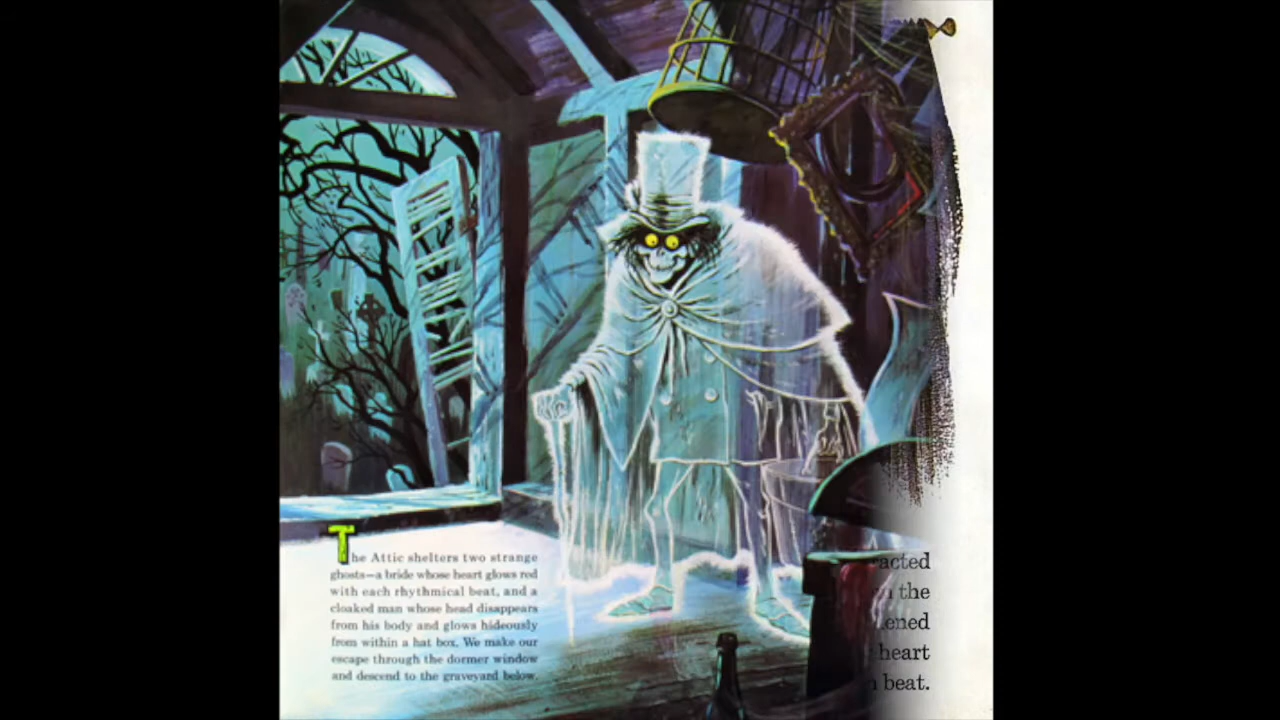 The Attic shelters two strange
ghosts—a bride whose heart glows red
with each rhythmical beat, and a
cloaked man whose head disappears
from his body and glows hideously
from within a hat box. We make our
escape through the dormer window
and descend to the graveyard below.
the
heart
beat.